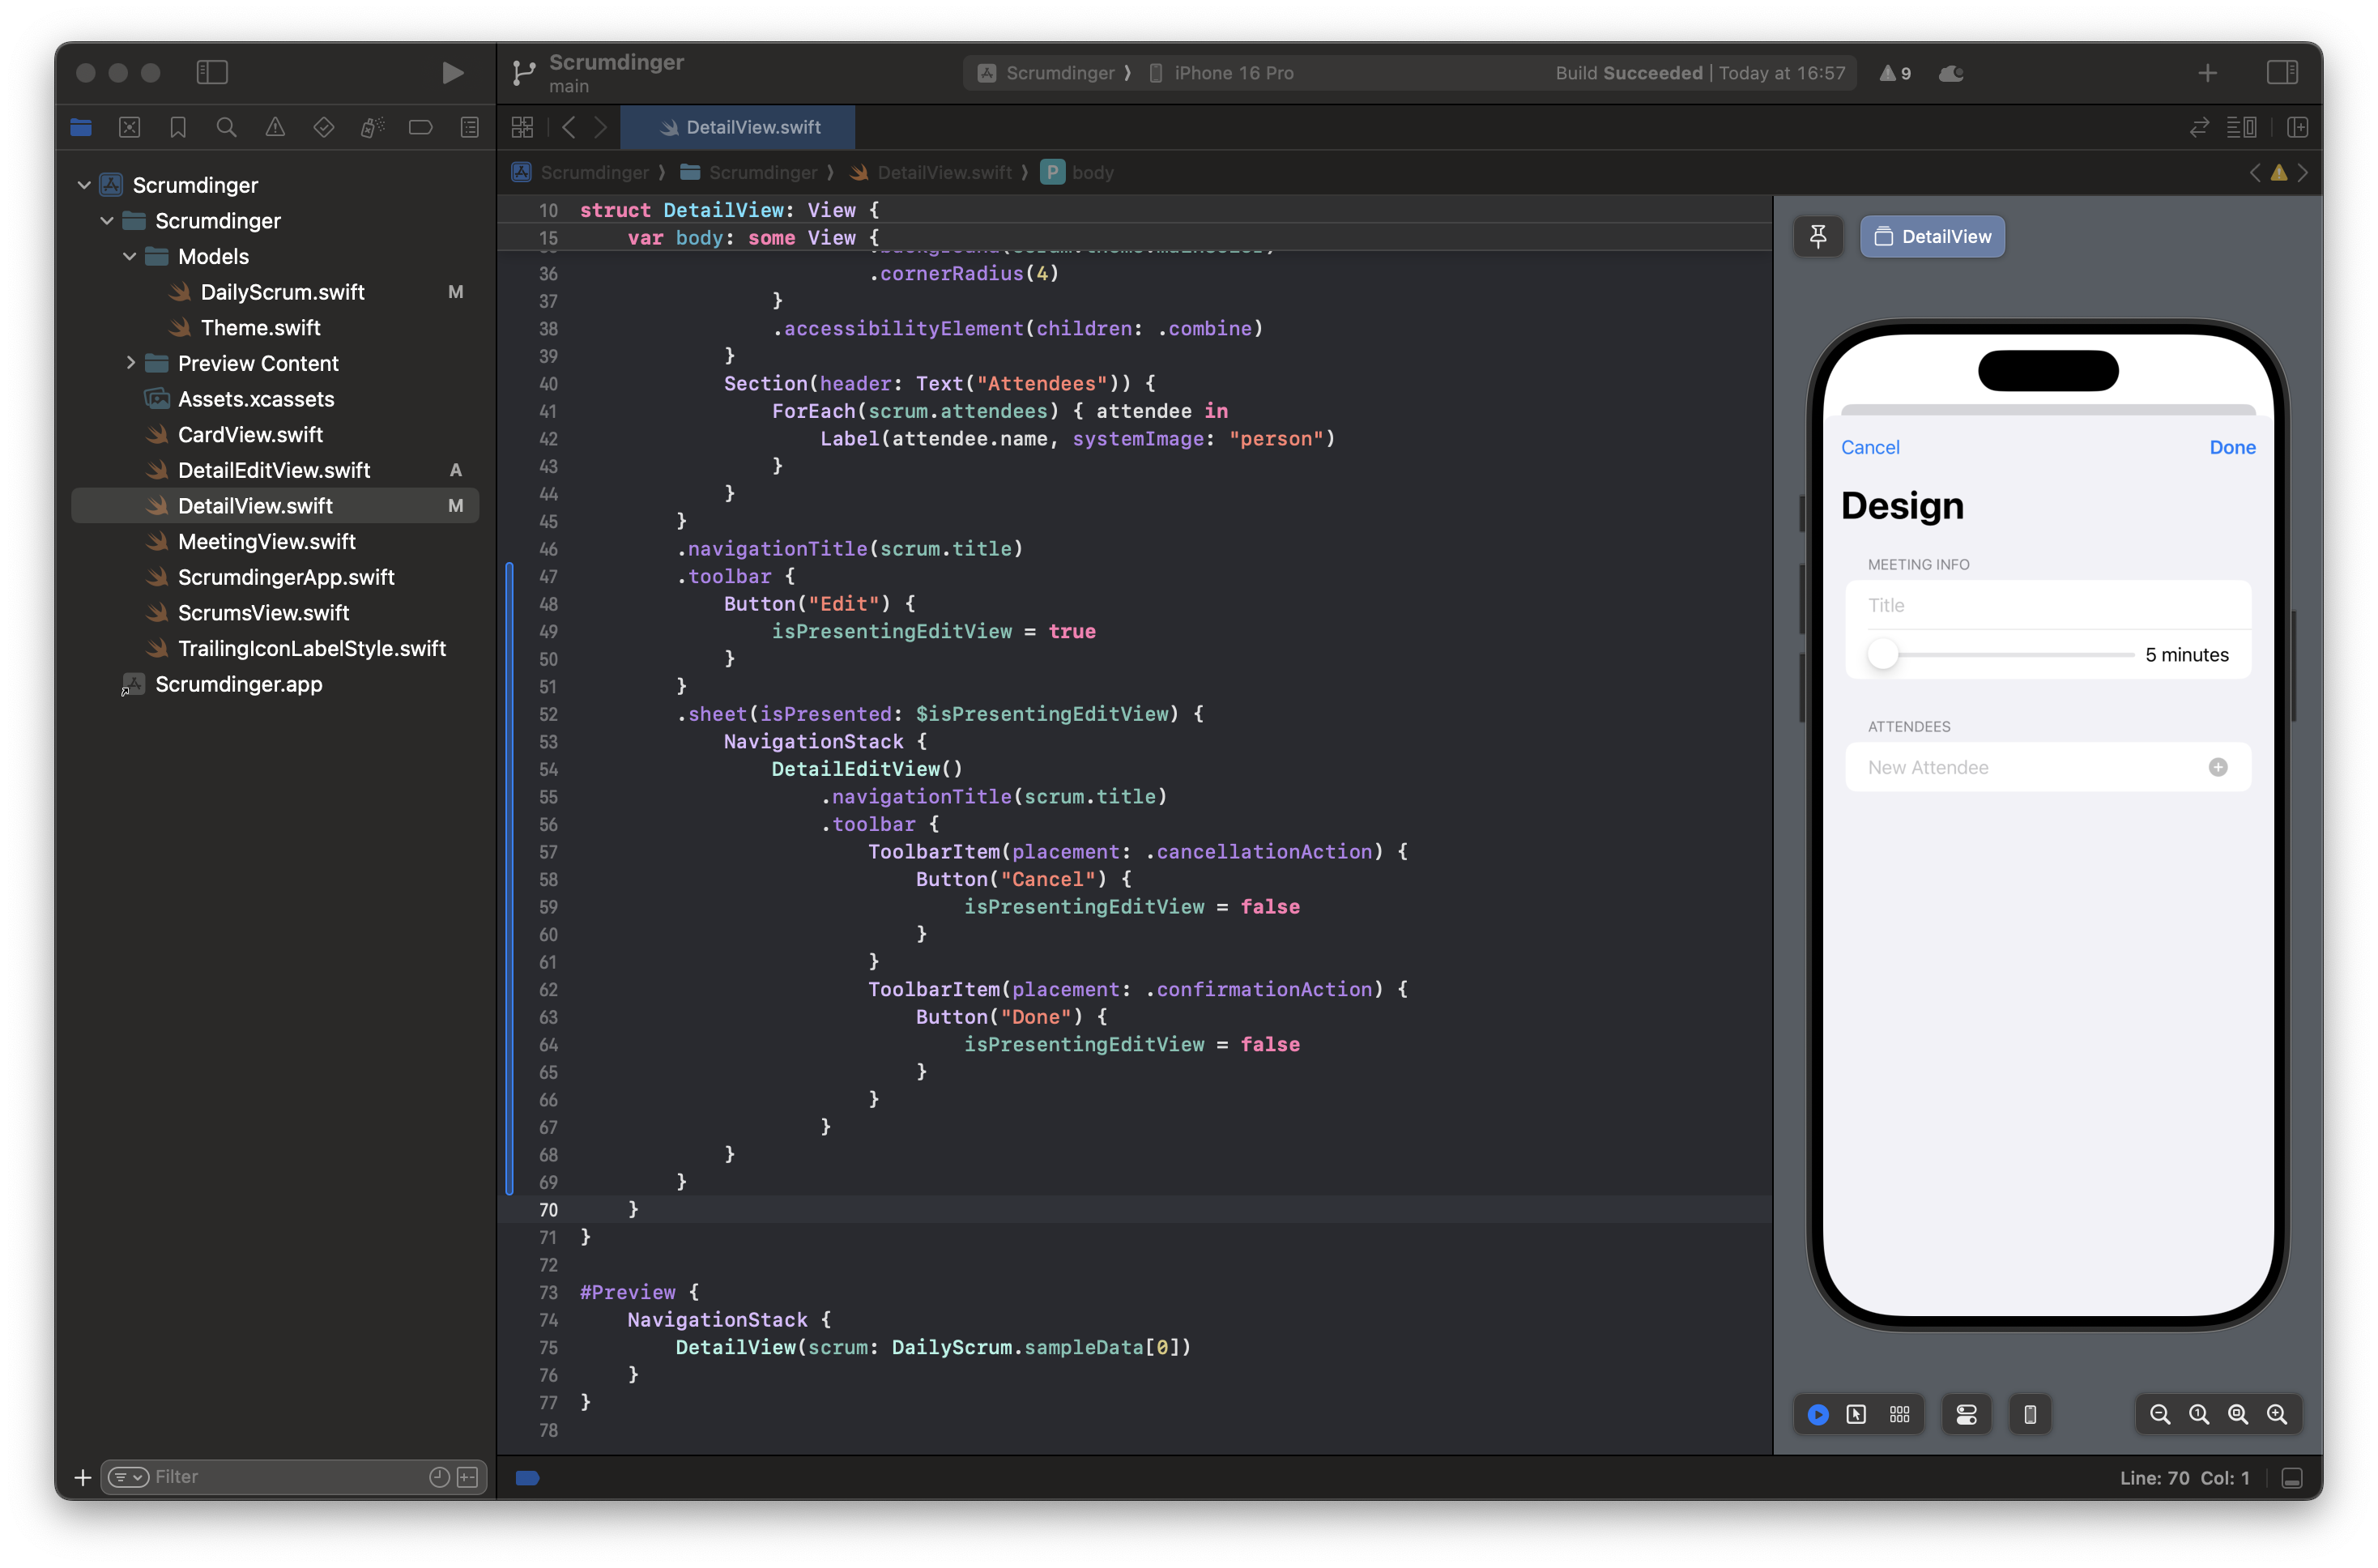 Scrumdinger
main
Scrumdinger
iPhone 16 Pro
Build Succeeded | Today at 16:57
9
DetailView.swift
Scrumdinger
Scrumdinger
DetailView.swift
P
body
Scrumdinger
Scrumdinger
Models
DailyScrum.swift
M
Theme.swift
Preview Content
Assets.xcassets
CardView.swift
DetailEditView.swift
A
DetailView.swift
M
MeetingView.swift
ScrumdingerApp.swift
ScrumsView.swift
TrailingIconLabelStyle.swift
Scrumdinger.app
Filter
10 struct DetailView: View {
15 var body: some View {
36 .cornerRadius(4)
37 }
38 .accessibilityElement(children: .combine)
39 }
40 Section(header: Text("Attendees")) {
41 ForEach(scrum.attendees) { attendee in
42 Label(attendee.name, systemImage: "person")
43 }
44 }
45 }
46 .navigationTitle(scrum.title)
47 .toolbar {
48 Button("Edit") {
49 isPresentingEditView = true
50 }
51 }
52 .sheet(isPresented: $isPresentingEditView) {
53 NavigationStack {
54 DetailEditView()
55 .navigationTitle(scrum.title)
56 .toolbar {
57 ToolbarItem(placement: .cancellationAction) {
58 Button("Cancel") {
59 isPresentingEditView = false
60 }
61 }
62 ToolbarItem(placement: .confirmationAction) {
63 Button("Done") {
64 isPresentingEditView = false
65 }
66 }
67 }
68 }
69 }
70 }
71 }
72
73 #Preview {
74 NavigationStack {
75 DetailView(scrum: DailyScrum.sampleData[0])
76 }
77 }
78
DetailView
Cancel
Done
Design
MEETING INFO
Title
5 minutes
ATTENDEES
New Attendee
Line: 70 Col: 1